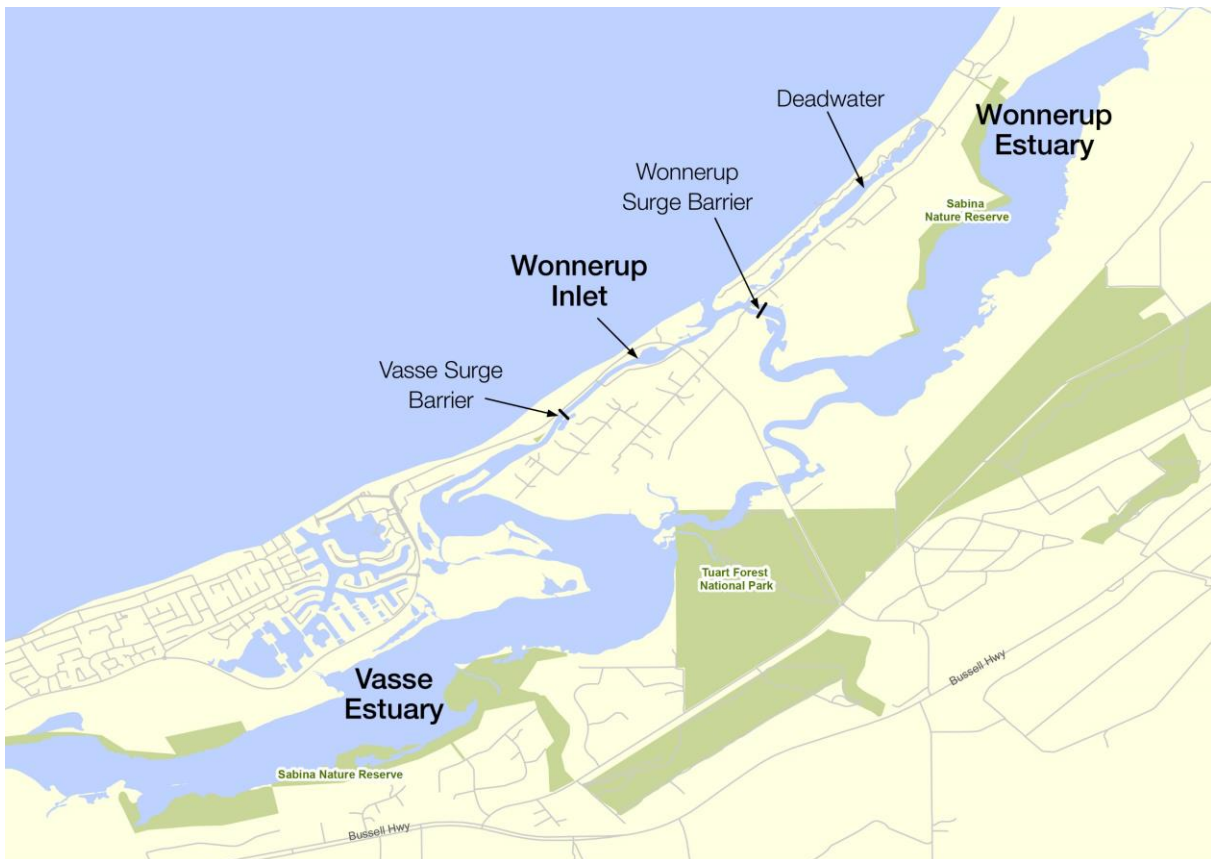 Deadwater
Wonnerup
Estuary
Wonnerup
Surge Barrier
Sabina
Nature Reserve
Wonnerup
Inlet
Vasse Surge
Barrier
Tuart Forest
National Park
Bussell Hwy
Vasse
Estuary
Sabina Nature Reserve
Bussell Hwy